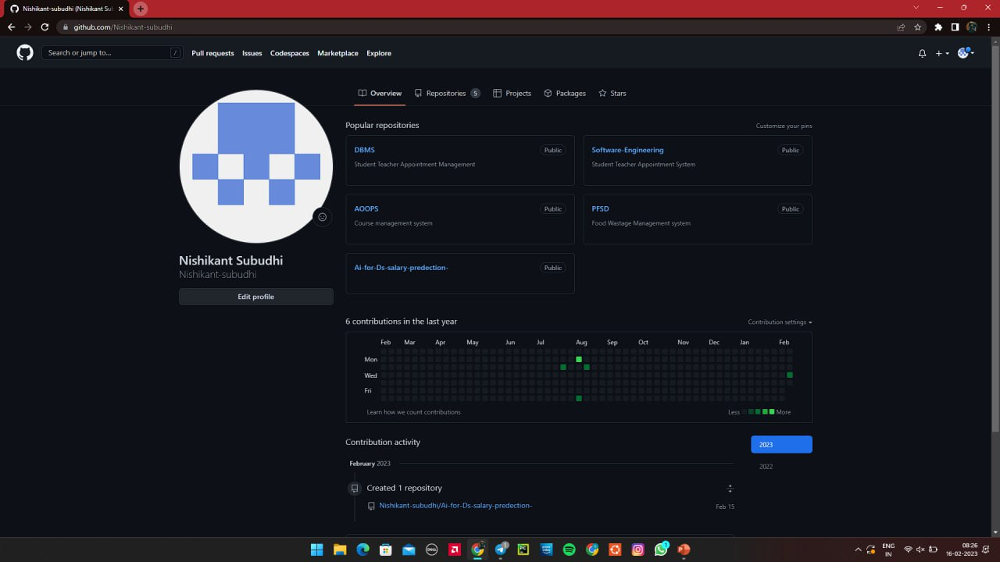 Nishikant-subudhi (Nishikant Sub
github.com/Nishikant-subudhi
Search or jump to... /
Pull requests Issues Codespaces Marketplace Explore
Overview Repositories 5 Projects Packages Stars
Popular repositories Customize your pins
DBMS Public
Student Teacher Appointment Management
Software-Engineering Public
Student Teacher Appointment System
AOOPS Public
Course management system
PFSD Public
Food Wastage Management system
Ai-for-Ds-salary-predection- Public
Nishikant Subudhi
Nishikant-subudhi
Edit profile
6 contributions in the last year Contribution settings
Feb Mar Apr May Jun Jul Aug Sep Oct Nov Dec Jan Feb
Mon
Wed
Fri
Learn how we count contributions Less More
Contribution activity
2023
2022
February 2023
Created 1 repository
Nishikant-subudhi/Ai-for-Ds-salary-predection- Feb 15
DELL PC 1 1
ENG
IN
08:26
16-02-2023